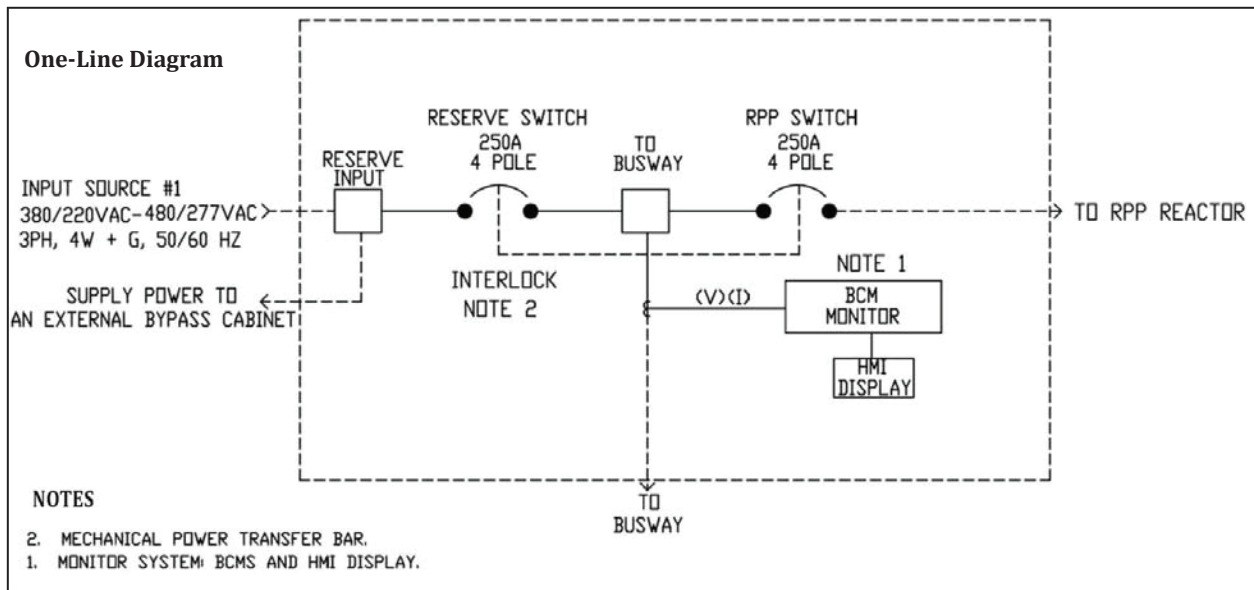 One-Line Diagram
RESERVE SWITCH
250A
4 POLE
RPP SWITCH
250A
4 POLE
TO
BUSWAY
RESERVE
INPUT
INPUT SOURCE #1
380/220VAC-480/277VAC
3PH, 4W + G, 50/60 HZ
TO RPP REACTOR
SUPPLY POWER TO
AN EXTERNAL BYPASS CABINET
INTERLOCK
NOTE 2
(V)(I)
NOTE 1
BCM
MONITOR
HMI
DISPLAY
TO
BUSWAY
NOTES
2. MECHANICAL POWER TRANSFER BAR.
1. MONITOR SYSTEM: BCMS AND HMI DISPLAY.